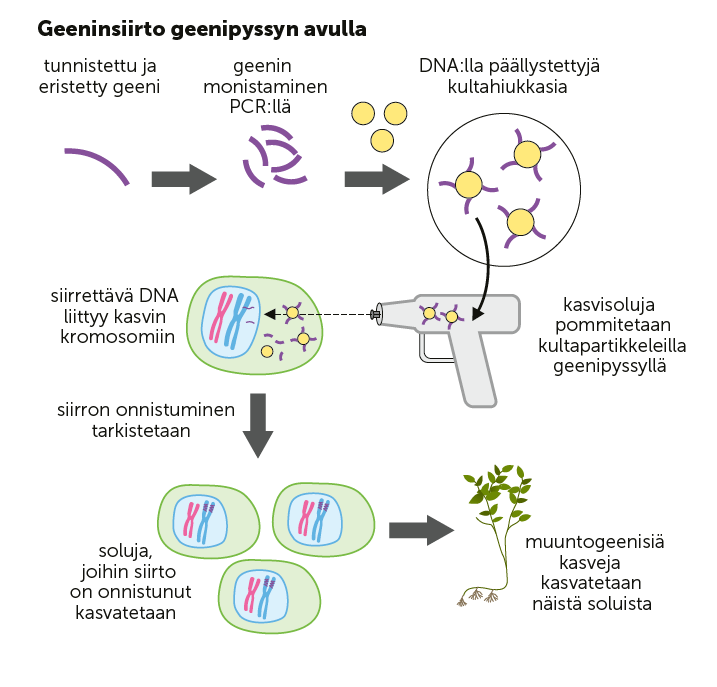 Geeninsiirto geenipyssyn avulla
tunnistettu ja
eristetty geeni
geenin
monistaminen
PCR:llä
DNA:lla päällystettyjä
kultahiukkasia
siirrettävä DNA
liittyy kasvin
kromosomiin
kasvisoluja
pommitetaan
kultapartikkeleilla
geenipyssyllä
siirron onnistuminen
tarkistetaan
soluja,
joihin siirto
on onnistunut
kasvatetaan
muuntogeenisiä
kasveja
kasvatetaan
näistä soluista